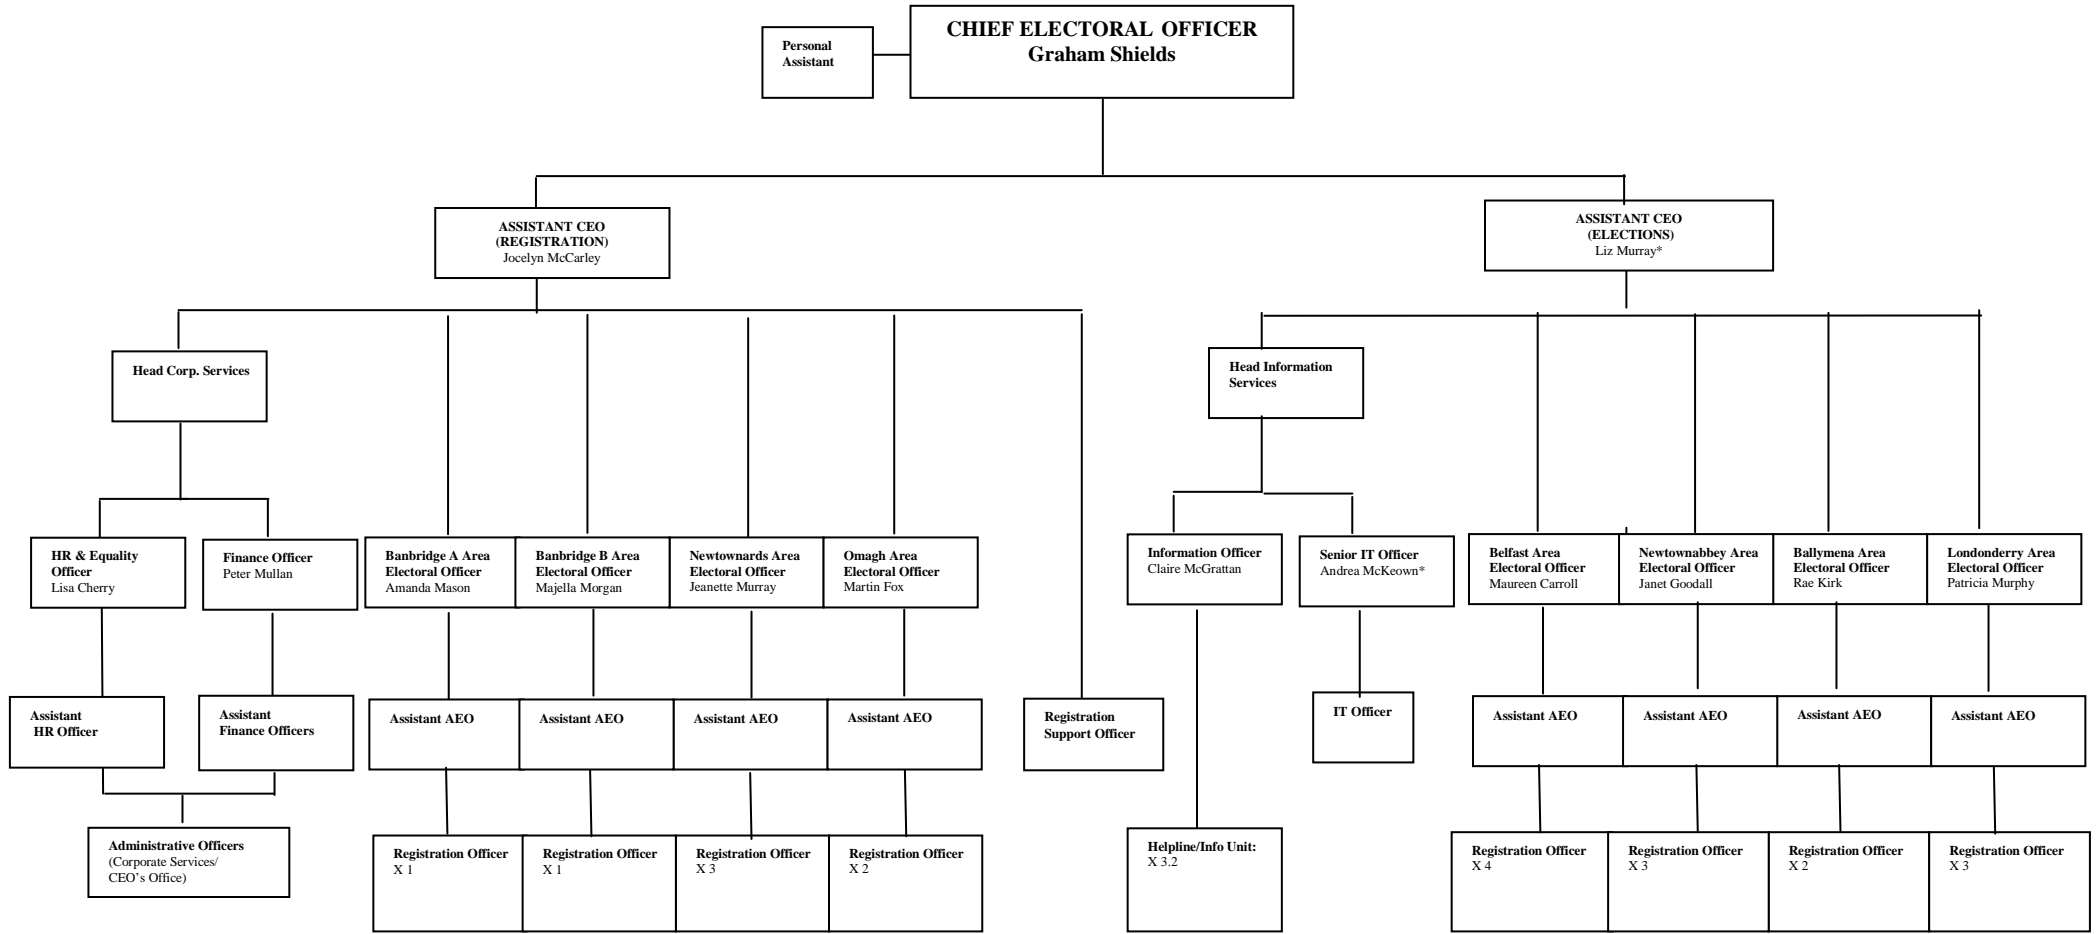 CHIEF ELECTORAL OFFICER
Graham Shields
Personal
Assistant
ASSISTANT CEO
(REGISTRATION)
Jocelyn McCarley
ASSISTANT CEO
(ELECTIONS)
Liz Murray*
Head Corp. Services
Head Information
Services
HR & Equality
Officer
Lisa Cherry
Finance Officer
Peter Mullan
Banbridge A Area
Electoral Officer
Amanda Mason
Banbridge B Area
Electoral Officer
Majella Morgan
Newtownards Area
Electoral Officer
Jeanette Murray
Omagh Area
Electoral Officer
Martin Fox
Information Officer
Claire McGrattan
Senior IT Officer
Andrea McKeown*
Belfast Area
Electoral Officer
Maureen Carroll
Newtownabbey Area
Electoral Officer
Janet Goodall
Ballymena Area
Electoral Officer
Rae Kirk
Londonderry Area
Electoral Officer
Patricia Murphy
Assistant
HR Officer
Assistant
Finance Officers
Assistant AEO
Assistant AEO
Assistant AEO
Assistant AEO
Registration
Support Officer
IT Officer
Assistant AEO
Assistant AEO
Assistant AEO
Assistant AEO
Administrative Officers
(Corporate Services/
CEO's Office)
Registration Officer
X 1
Registration Officer
X 1
Registration Officer
X 3
Registration Officer
X 2
Helpline/Info Unit:
X 3.2
Registration Officer
X 4
Registration Officer
X 3
Registration Officer
X 2
Registration Officer
X 3